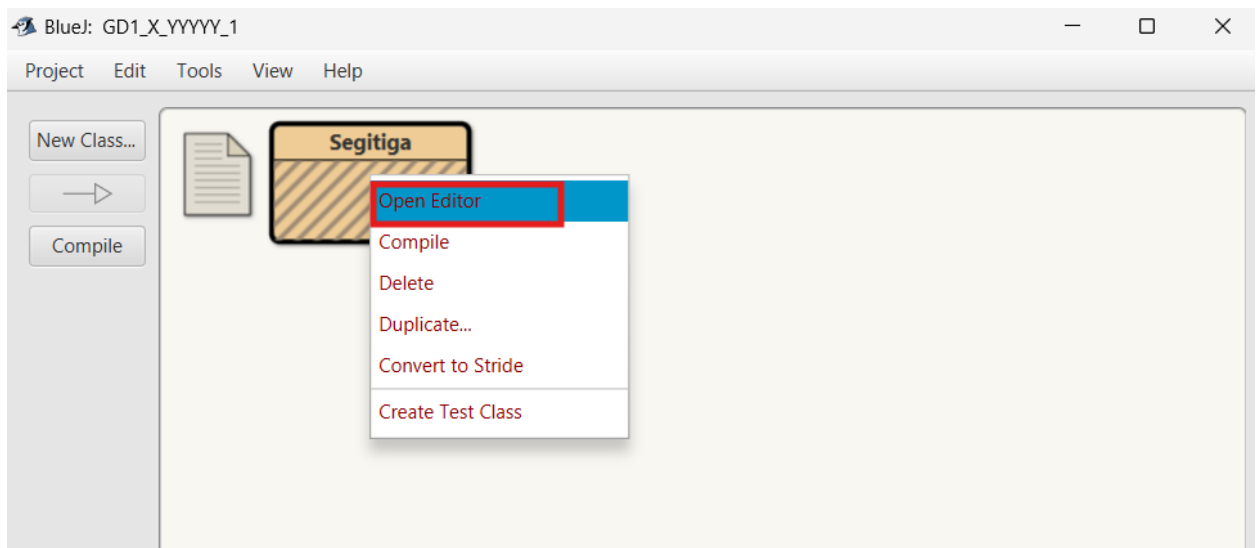 BlueJ: GD1_X_YYYYY_1
Project Edit Tools View Help
New Class...
Segitiga
Compile
Open Editor
Compile
Delete
Duplicate...
Convert to Stride
Create Test Class